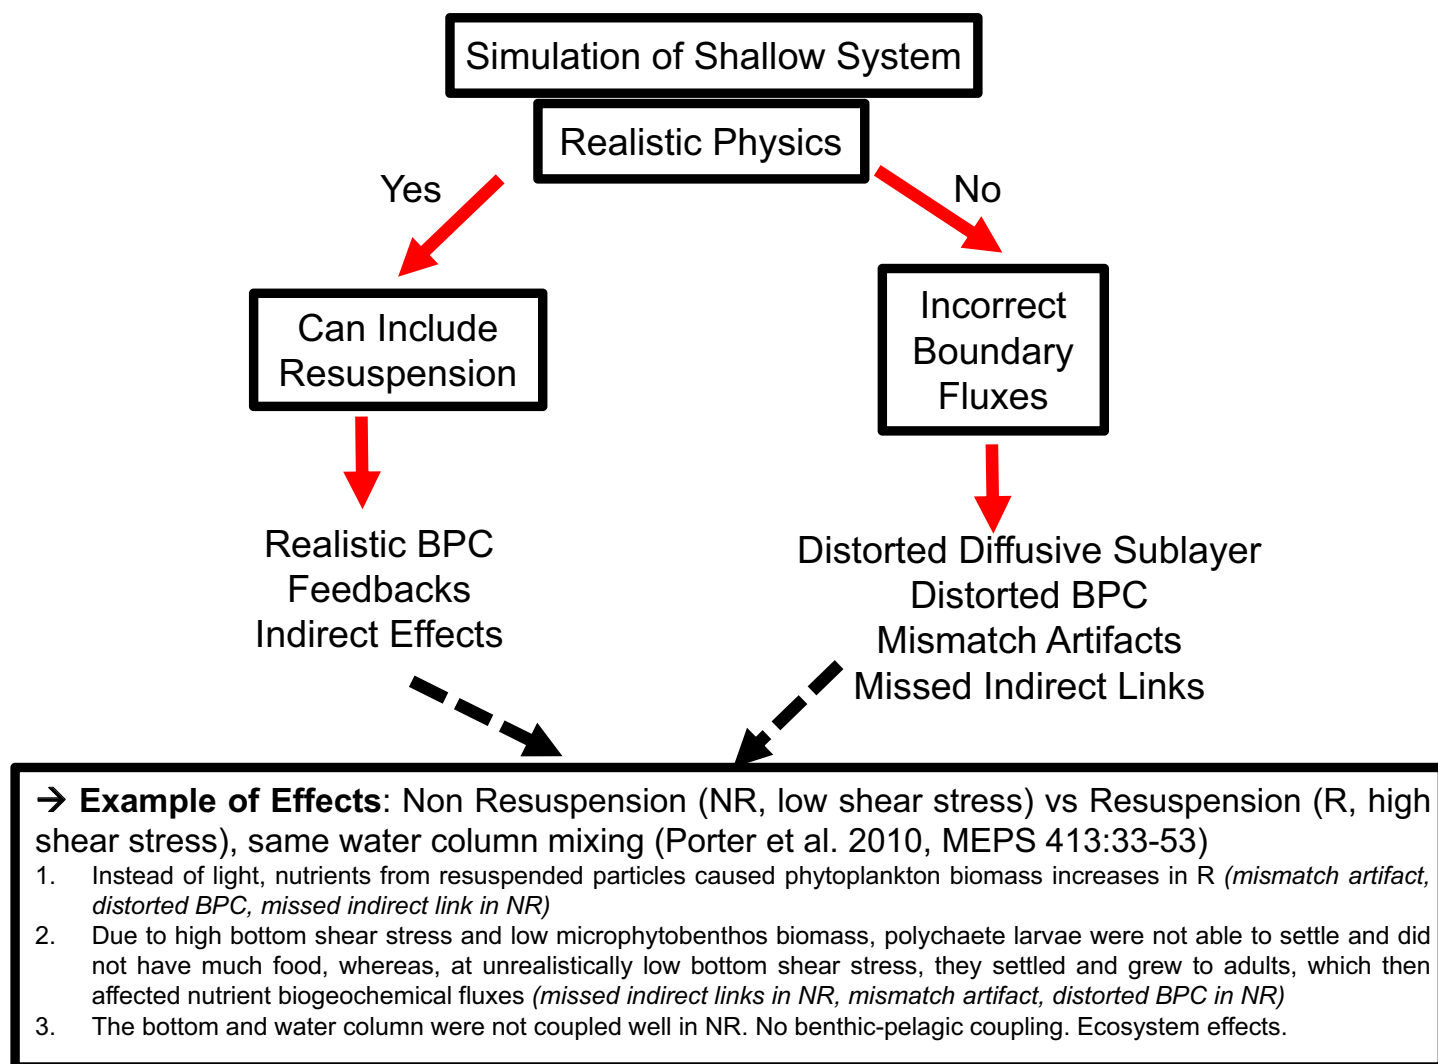 Simulation of Shallow System
Realistic Physics
Yes
No
Can Include
Resuspension
Incorrect
Boundary
Fluxes
Realistic BPC
Feedbacks
Indirect Effects
Distorted Diffusive Sublayer
Distorted BPC
Mismatch Artifacts
Missed Indirect Links
→ Example of Effects: Non Resuspension (NR, low shear stress) vs Resuspension (R, high
shear stress), same water column mixing (Porter et al. 2010, MEPS 413:33-53)
1. Instead of light, nutrients from resuspended particles caused phytoplankton biomass increases in R (mismatch artifact,
distorted BPC, missed indirect link in NR)
2. Due to high bottom shear stress and low microphytobenthos biomass, polychaete larvae were not able to settle and did
not have much food, whereas, at unrealistically low bottom shear stress, they settled and grew to adults, which then
affected nutrient biogeochemical fluxes (missed indirect links in NR, mismatch artifact, distorted BPC in NR)
3. The bottom and water column were not coupled well in NR. No benthic-pelagic coupling. Ecosystem effects.